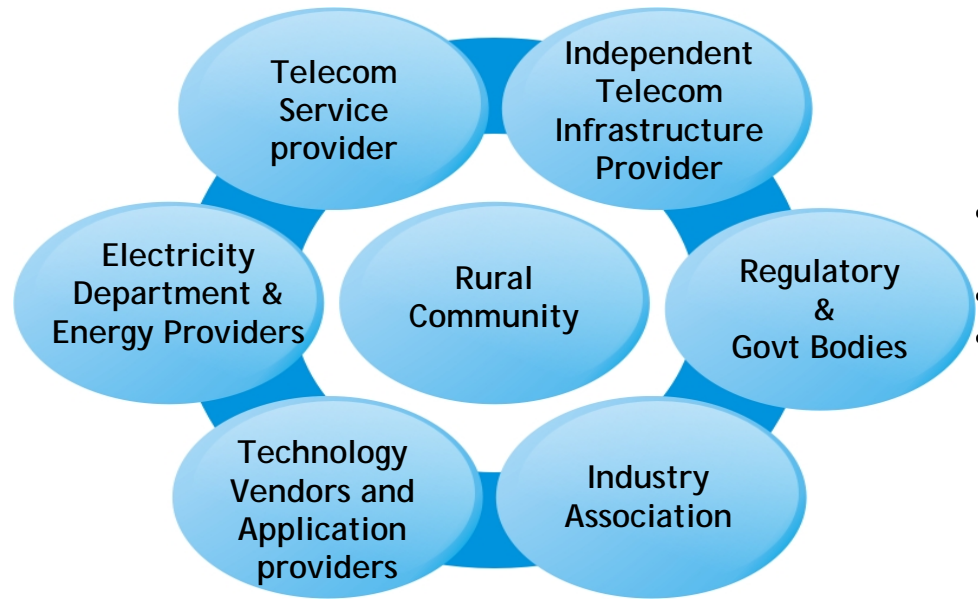 Telecom
Service
provider
Independent
Telecom
Infrastructure
Provider
Electricity
Department &
Energy Providers
Rural
Community
Regulatory
&
Govt Bodies
Technology
Vendors and
Application
providers
Industry
Association